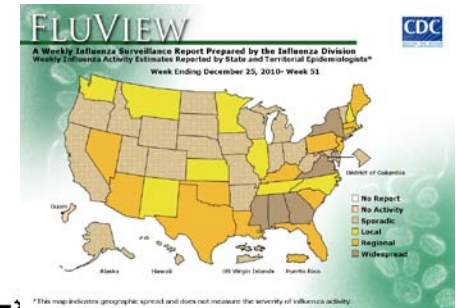 FLUVIEW
CDC
A Weekly Influenza Surveillance Report Prepared by the Influenza Division
Weekly Influenza Activity Estimates Reported by State and Territorial Epidemiologists*
Week Ending December 25, 2010- Week 51
District of Columbia
No Report
No Activity
Sporadic
Local
Regional
Widespread
Guam
Alaska
Hawaii
US Virgin Islands
Puerto Rico
*This map indicates geographic spread and does not measure the severity of influenza activity.